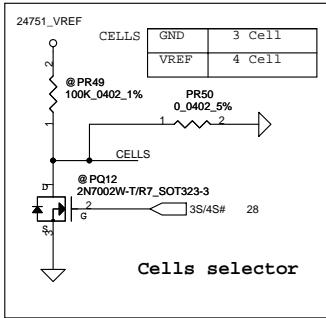 24751_VREF
CELLS GND 3 Cell
VREF 4 Cell
2
@PR49
100K_0402_1%
1
PR50
0_0402_5%
1 2
CELLS
@PQ12
2N7002W-T/R7_SOT323-3
D
2
G
3S/4S# 28
S
3
Cells selector